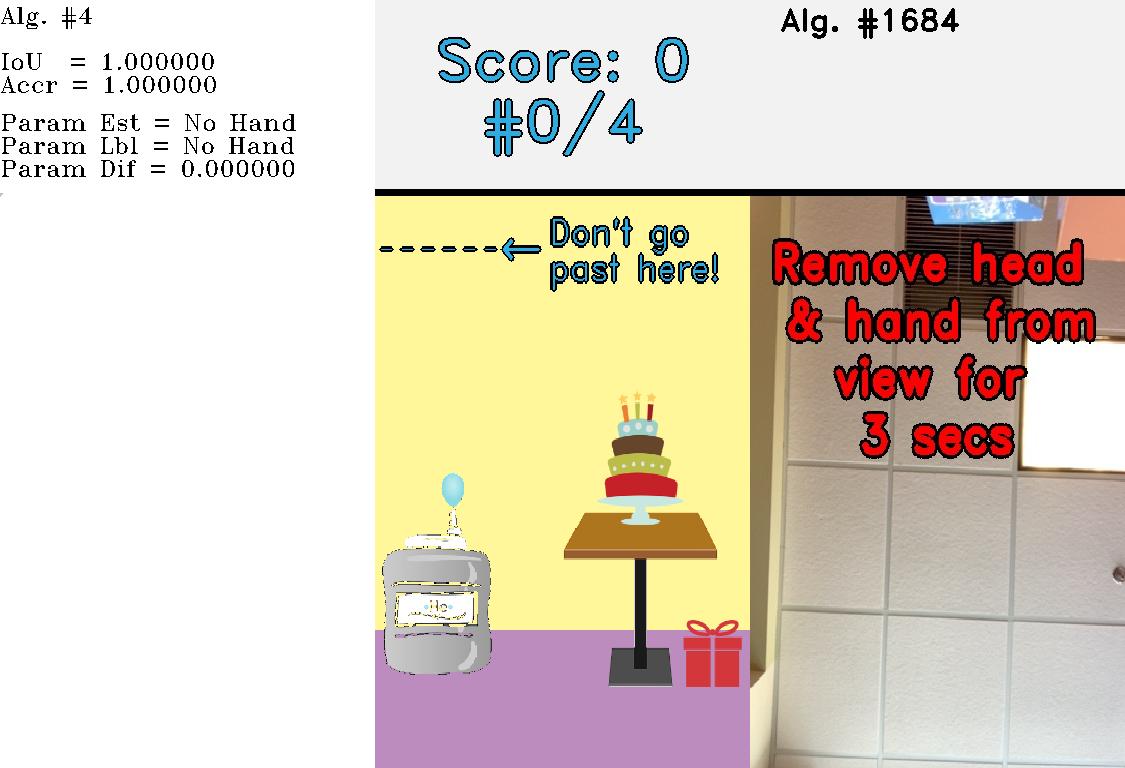 Alg. #4
IoU = 1.000000
Accr = 1.000000
Param Est = No Hand
Param Lbl = No Hand
Param Dif = 0.000000
Score: 0
#0/4
Alg. #1684
Don't go
past here!
Remove head
& hand from
view for
3 secs